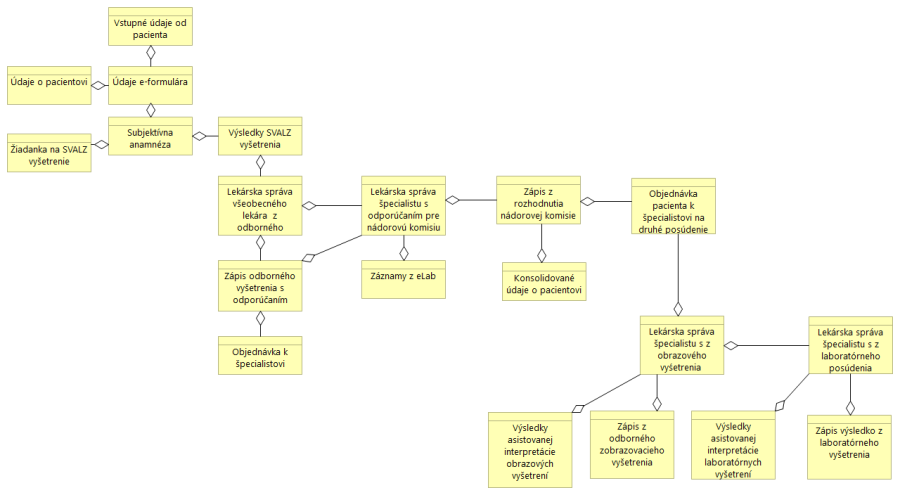 Vstupné údaje od
pacienta
Údaje o pacientovi
Údaje e-formulára
Subjektívna
anamnéza
Výsledky SVALZ
vyšetrenia
Žiadanka na SVALZ
vyšetrenie
Lekárska správa
všeobecného
lekára z
odborného
Lekárska správa
špecialistu s
odporúčaním pre
nádorovú komisiu
Zápis z
rozhodnutia
nádorovej komisie
Objednávka
pacienta k
špecialistovi na
druhé posúdenie
Zápis odborného
vyšetrenia s
odporúčaním
Záznamy z eLab
Konsolidované
údaje o pacientovi
Objednávka k
špecialistovi
Lekárska správa
špecialistu s z
obrazového
vyšetrenia
Lekárska správa
špecialistu s z
laboratórneho
posúdenia
Výsledky
asistovanej
interpretácie
obrazových
vyšetrení
Zápis z
odborného
zobrazovacieho
vyšetrenia
Výsledky
asistovanej
interpretácie
laboratórnych
vyšetrení
Zápis výsledko z
laboratórneho
vyšetrenia